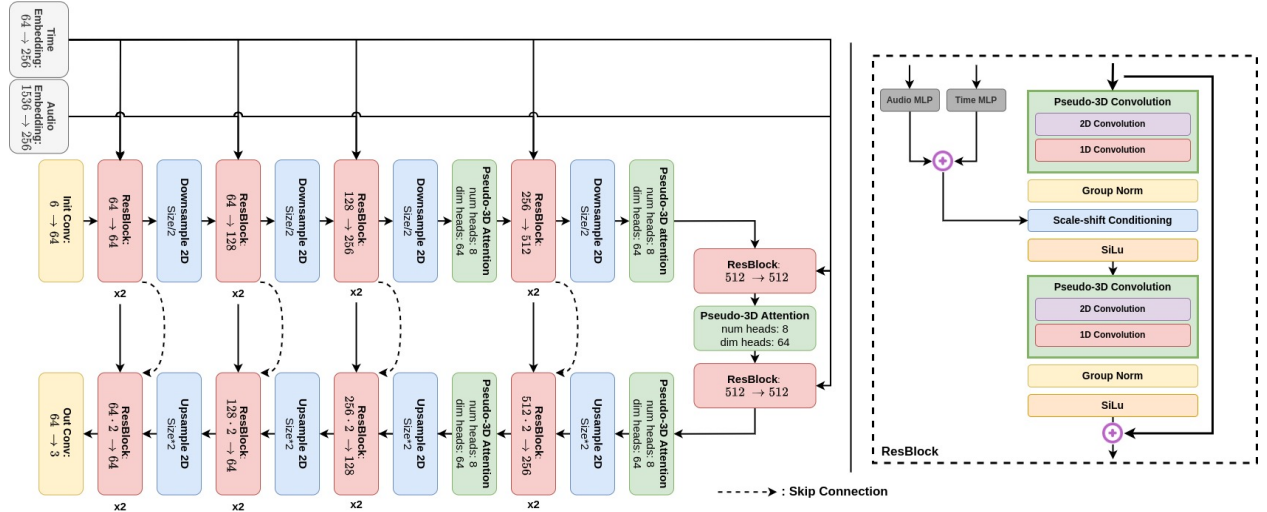 Time
Embedding:
64 → 256
Audio
Embedding:
1536 → 256
Init Conv:
6 → 64
ResBlock:
64 → 64
x2
Downsample 2D
Size/2
ResBlock:
64 → 128
x2
Downsample 2D
Size/2
ResBlock:
128 → 256
x2
Downsample 2D
Size/2
Pseudo-3D Attention
num heads: 8
dim heads: 64
ResBlock:
256 → 512
x2
Downsample 2D
Size/2
Pseudo-3D attention
num heads: 8
dim heads: 64
ResBlock:
512 → 512
Pseudo-3D Attention
num heads: 8
dim heads: 64
ResBlock:
512 → 512
Out Conv:
64 → 3
ResBlock:
64 · 2 → 64
x2
Upsample 2D
Size*2
ResBlock:
128 · 2 → 64
x2
Upsample 2D
Size*2
ResBlock:
256 · 2 → 128
x2
Upsample 2D
Size*2
Pseudo-3D Attention
num heads: 8
dim heads: 64
ResBlock:
512 · 2 → 256
x2
Upsample 2D
Size*2
Pseudo-3D Attention
num heads: 8
dim heads: 64
: Skip Connection
Audio MLP
Time MLP
Pseudo-3D Convolution
2D Convolution
1D Convolution
Group Norm
Scale-shift Conditioning
SiLu
Pseudo-3D Convolution
2D Convolution
1D Convolution
Group Norm
SiLu
ResBlock